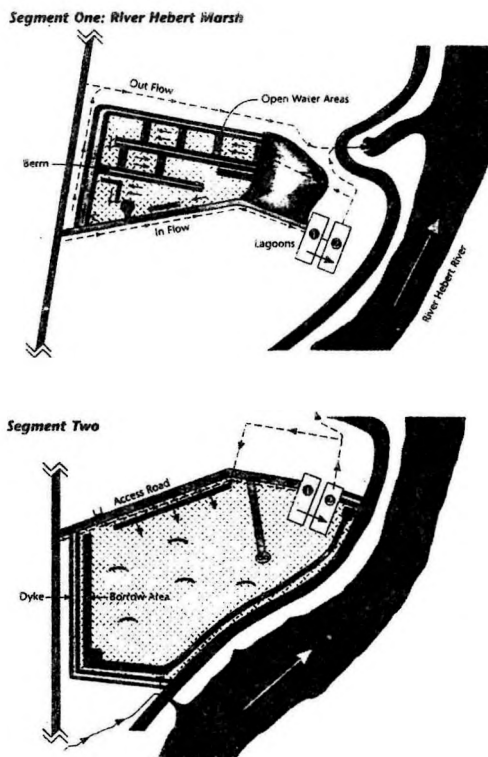 Segment One: River Hebert Marsh
Out Flow
Open Water Areas
Berm
In Flow
Lagoons
1
2
River Hebert River
Segment Two
Access Road
1
2
Dyke
Borrow Area